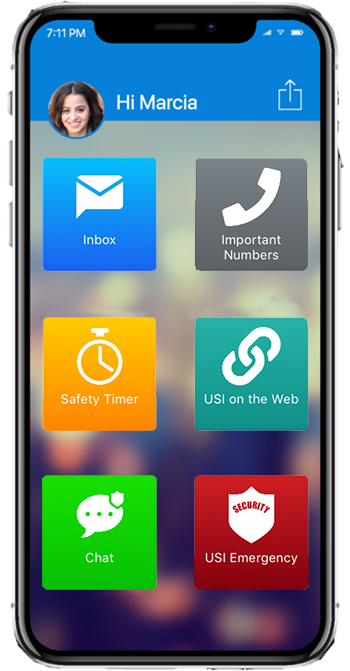 7:11 PM
Hi Marcia
Inbox
Important
Numbers
Safety Timer
USI on the Web
Chat
SECURITY
USI Emergency